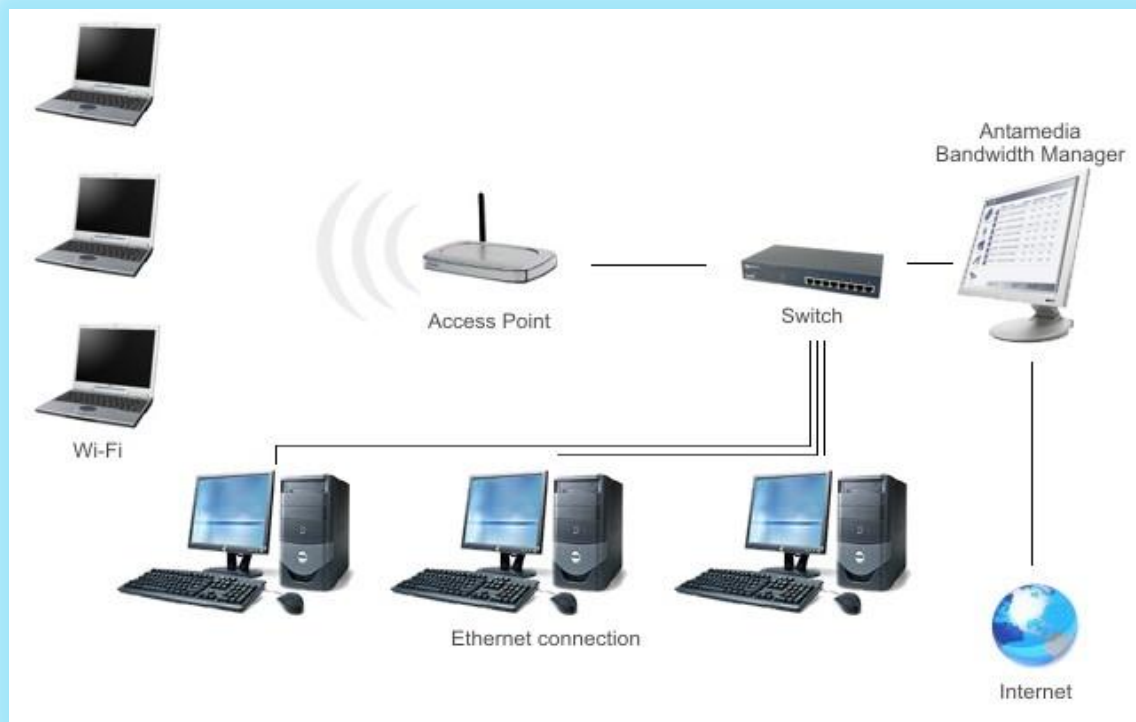 Antamedia
Bandwidth Manager
Access Point
Switch
Wi-Fi
Ethernet connection
Internet